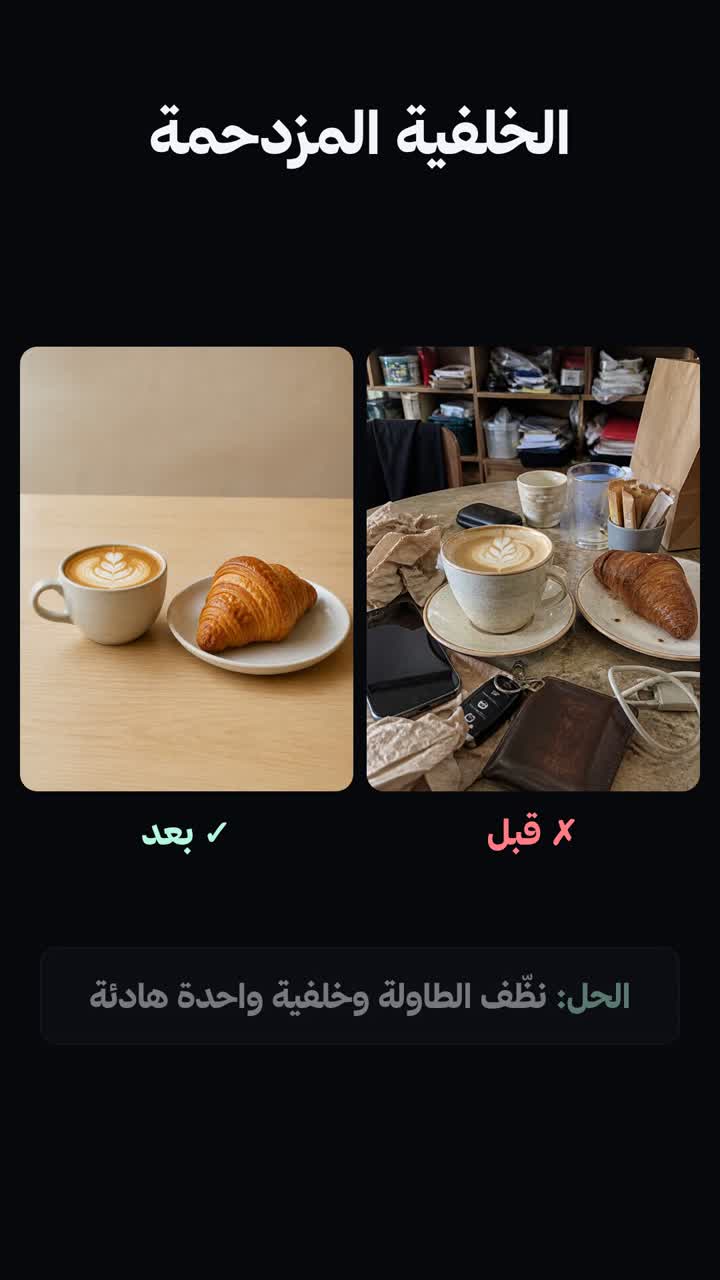 الخلفية المزدحمة
✗ قبل
✓ بعد
الحل: نظّف الطاولة وخلفية واحدة هادئة